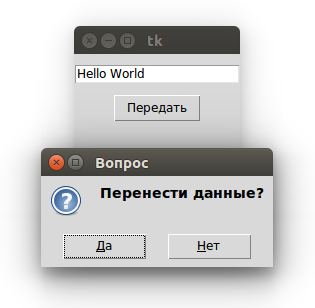 tk
Hello World
Передать
Вопрос
Перенести данные?
Да
Нет